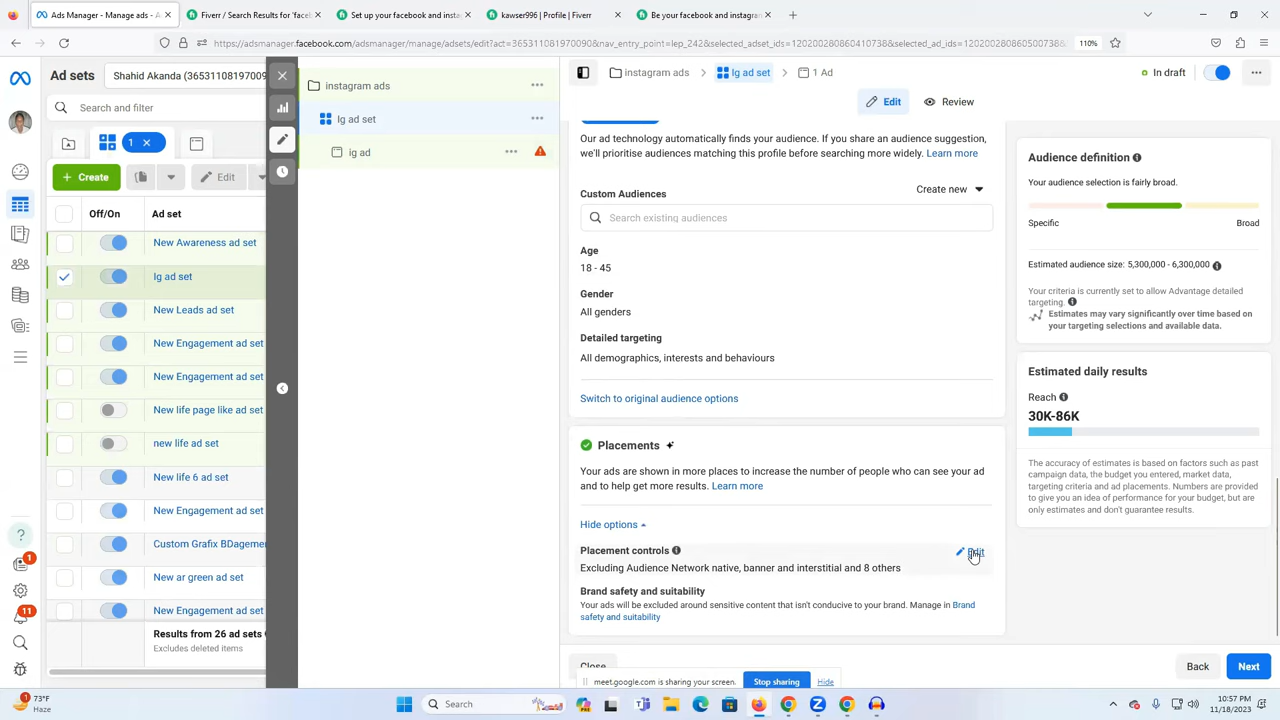 Ads Manager - Manage ads - A
Fiverr / Search Results for
Set up your facebook and insta
kawser996 | Profile | Fiverr
Be your facebook and instagran
https://adsmanager.facebook.com/adsmanager/manage/adsets/edit?act=365311081970090&nav_entry_point=lep_242&selected_adset_ids=120200280860410738&selected_ad_ids=120200280860500738&
110%
Ad sets
Shahid Akanda (36531108197009
Search and filter
1
Create
Edit
Off/On
Ad set
New Awareness ad set
Ig ad set
New Leads ad set
New Engagement ad set
New Engagement ad set
New life page like ad set
new life ad set
New life 6 ad set
New Engagement ad set
Custom Grafix BDagemer
New ar green ad set
New Engagement ad set
Results from 26 ad sets
Excludes deleted items
1
11
instagram ads
Ig ad set
ig ad
instagram ads
Ig ad set
1 Ad
In draft
Edit
Review
Our ad technology automatically finds your audience. If you share an audience suggestion,
we'll prioritise audiences matching this profile before searching more widely. Learn more
Custom Audiences
Create new
Search existing audiences
Age
18 - 45
Gender
All genders
Detailed targeting
All demographics, interests and behaviours
Switch to original audience options
Placements
Your ads are shown in more places to increase the number of people who can see your ad
and to help get more results. Learn more
Hide options
Placement controls
Edit
Excluding Audience Network native, banner and interstitial and 8 others
Brand safety and suitability
Your ads will be excluded around sensitive content that isn't conducive to your brand. Manage in Brand
safety and suitability
Close
Back
Next
Audience definition
Your audience selection is fairly broad.
Specific
Broad
Estimated audience size: 5,300,000 - 6,300,000
Your criteria is currently set to allow Advantage detailed
targeting.
Estimates may vary significantly over time based on
your targeting selections and available data.
Estimated daily results
Reach
30K-86K
The accuracy of estimates is based on factors such as past
campaign data, the budget you entered, market data,
targeting criteria and ad placements. Numbers are provided
to give you an idea of performance for your budget, but are
only estimates and don't guarantee results.
meet.google.com is sharing your screen.
Stop sharing
Hide
73°F
Haze
Search
10:57 PM
11/18/2023